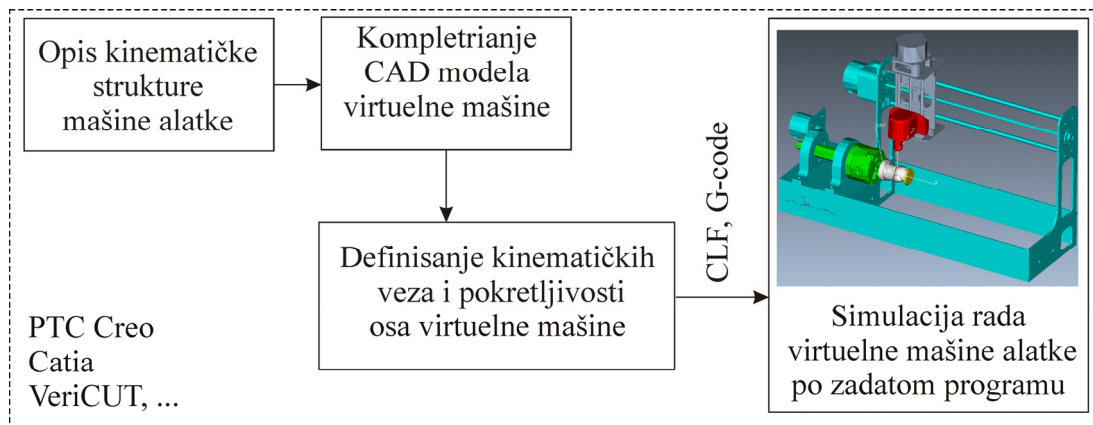 Opis kinematičke
strukture
mašine alatke
Kompletrianje
CAD modela
virtuelne mašine
Definisanje kinematičkih
veza i pokretljivosti
osa virtuelne mašine
CLF, G-code
Simulacija rada
virtuelne mašine alatke
po zadatom programu
PTC Creo
Catia
VeriCUT, ...